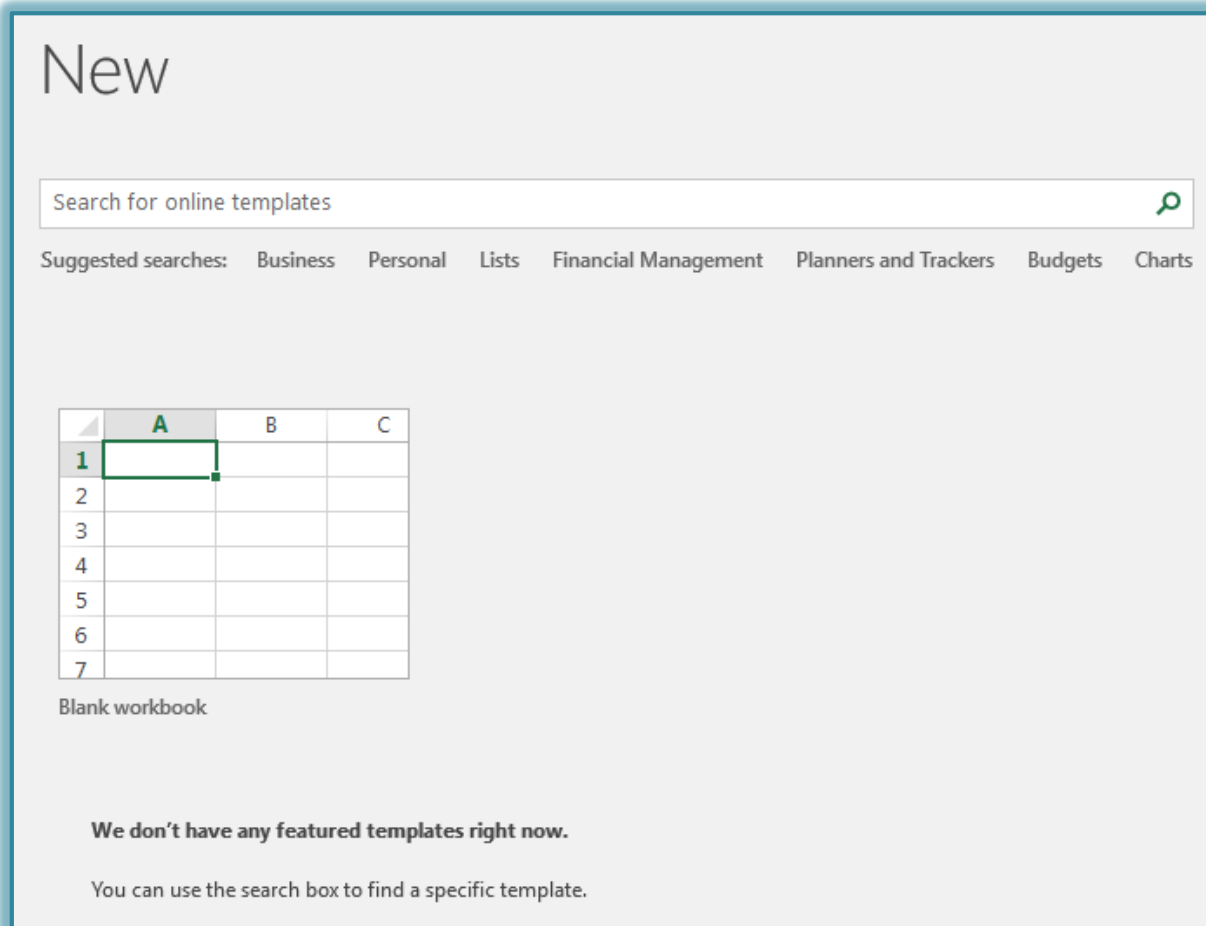 New
Search for online templates
Suggested searches: Business Personal Lists Financial Management Planners and Trackers Budgets Charts
A B C
1
2
3
4
5
6
7
Blank workbook
We don’t have any featured templates right now.
You can use the search box to find a specific template.